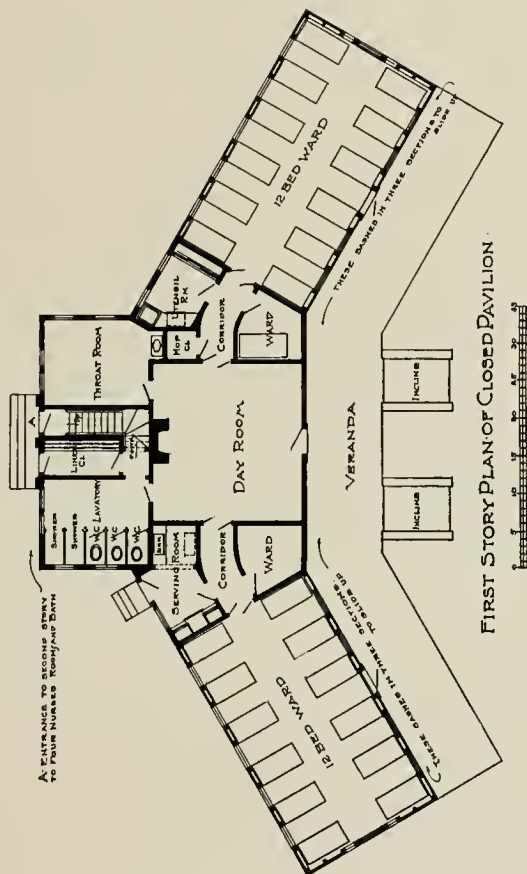 A: ENTRANCE TO SECOND STORY
TO FOUR NURSES ROOMS AND BATH
SHOWER
SHOWER
W.C.
W.C.
W.C.
LAVATORY
LINEN
CL
UP
A
THROAT ROOM
SERVING ROOM
MOP
CL
UTENSIL
RM
CORRIDOR
CORRIDOR
DAY ROOM
WARD
WARD
12 BED WARD
12 BED WARD
VERANDA
THESE SASHES IN THREE SECTIONS
TO SLIDE UP.
THESE SASHES IN THREE SECTIONS TO
SLIDE UP
INCLINE
INCLINE
FIRST STORY PLAN·OF CLOSED PAVILION·
5
10
15
20
25
30
35